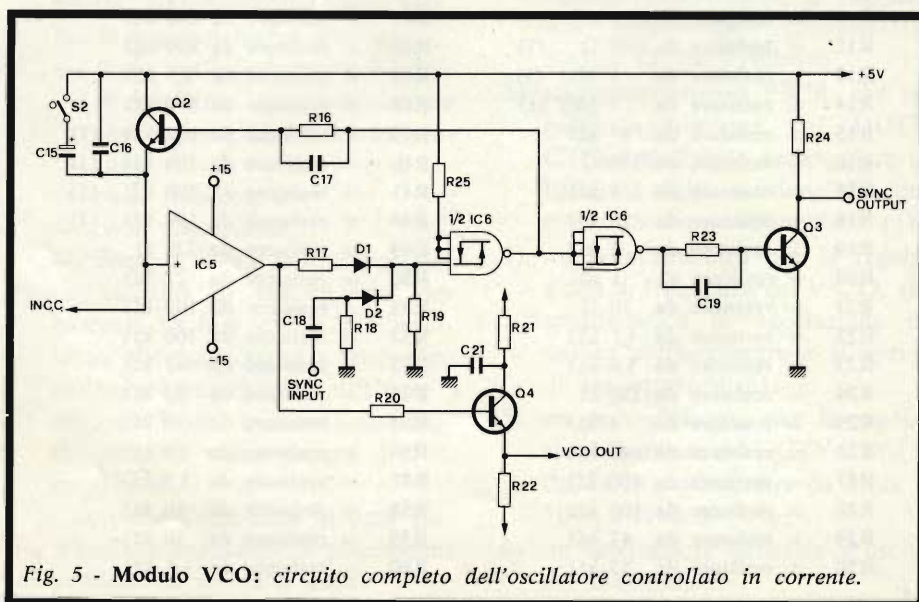 +5V
S2
Q2
C15
C16
R16
C17
R24
+15
R25
SYNC
OUTPUT
1/2 IC6
1/2 IC6
Q3
R17
D1
R23
IC5
+
C19
INCC
D2
C18
R18
R19
R21
-15
SYNC
INPUT
C21
Q4
R20
VCO OUT
R22
Fig. 5 - Modulo VCO: circuito completo dell'oscillatore controllato in corrente.